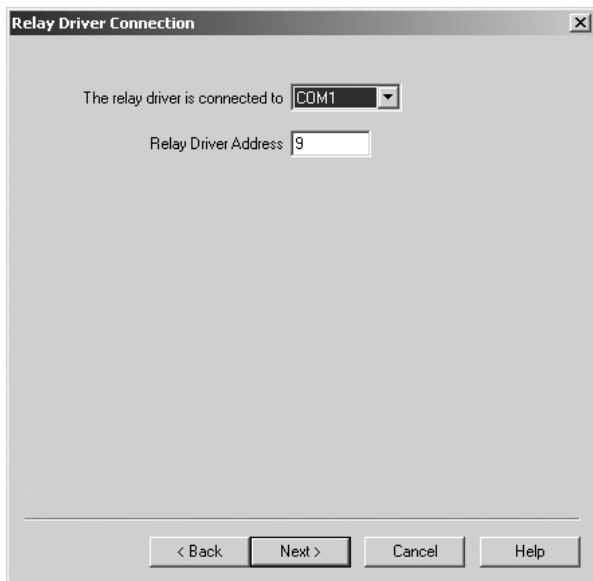 Relay Driver Connection
The relay driver is connected to COM1
Relay Driver Address 9
< Back Next > Cancel Help